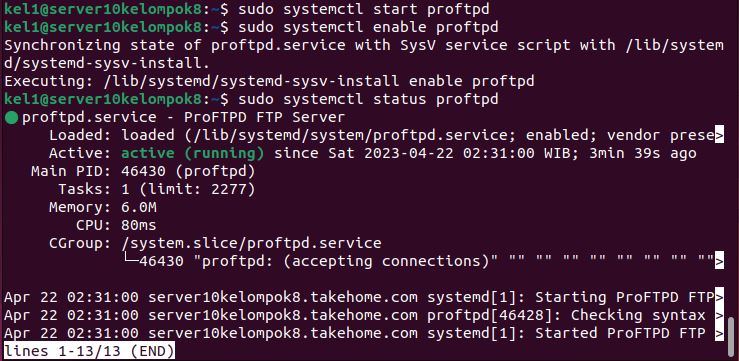 kel1@server10kelompok8:~$ sudo systemctl start proftpd
kel1@server10kelompok8:~$ sudo systemctl enable proftpd
Synchronizing state of proftpd.service with SysV service script with /lib/system
d/systemd-sysv-install.
Executing: /lib/systemd/systemd-sysv-install enable proftpd
kel1@server10kelompok8:~$ sudo systemctl status proftpd
● proftpd.service - ProFTPD FTP Server
     Loaded: loaded (/lib/systemd/system/proftpd.service; enabled; vendor prese>
     Active: active (running) since Sat 2023-04-22 02:31:00 WIB; 3min 39s ago
   Main PID: 46430 (proftpd)
      Tasks: 1 (limit: 2277)
     Memory: 6.0M
        CPU: 80ms
     CGroup: /system.slice/proftpd.service
             └─46430 "proftpd: (accepting connections)" "" "" "" "" "" "" "" "">
Apr 22 02:31:00 server10kelompok8.takehome.com systemd[1]: Starting ProFTPD FTP>
Apr 22 02:31:00 server10kelompok8.takehome.com proftpd[46428]: Checking syntax >
Apr 22 02:31:00 server10kelompok8.takehome.com systemd[1]: Started ProFTPD FTP >
lines 1-13/13 (END)